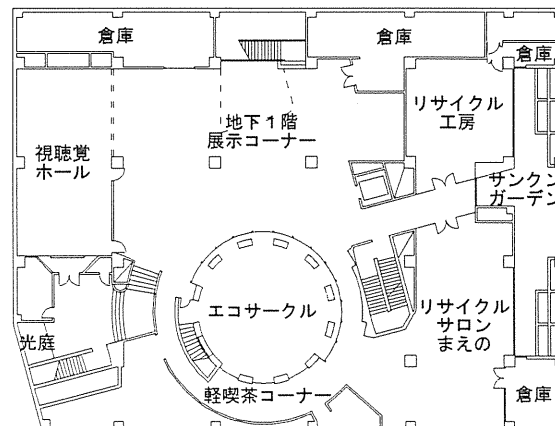 倉庫
倉庫
倉庫
地下１階
展示コーナー
リサイクル
工房
視聴覚
ホール
サンクン
ガーデン
エコサークル
リサイクル
サロン
まえの
光庭
軽喫茶コーナー
倉庫